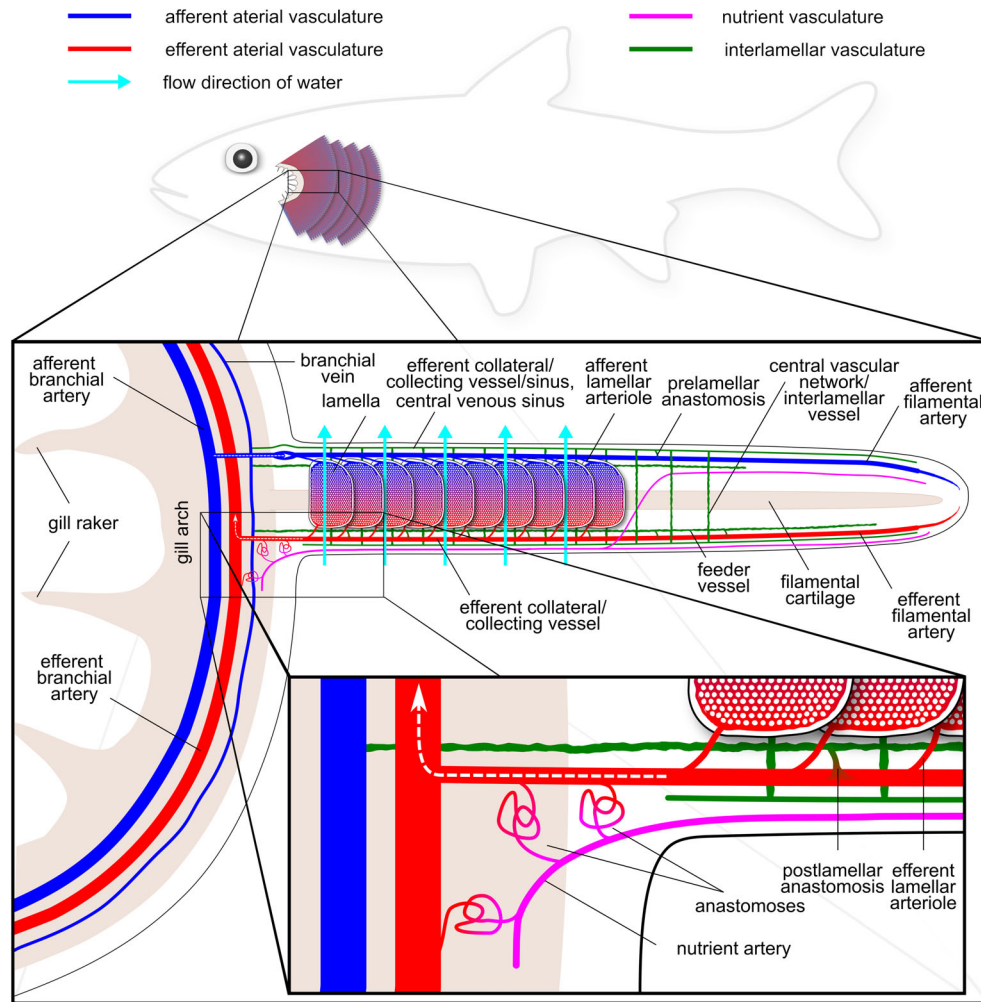 afferent aterial vasculature
efferent aterial vasculature
flow direction of water
nutrient vasculature
interlamellar vasculature
afferent
branchial
artery
branchial
vein
lamella
efferent collateral/
collecting vessel/sinus,
central venous sinus
afferent
lamellar
arteriole
prelamellar
anastomosis
central vascular
network/
interlamellar
vessel
afferent
filamental
artery
gill raker
gill arch
efferent
branchial
artery
efferent collateral/
collecting vessel
feeder
vessel
filamental
cartilage
efferent
filamental
artery
postlamellar
anastomosis
efferent
lamellar
arteriole
anastomoses
nutrient artery